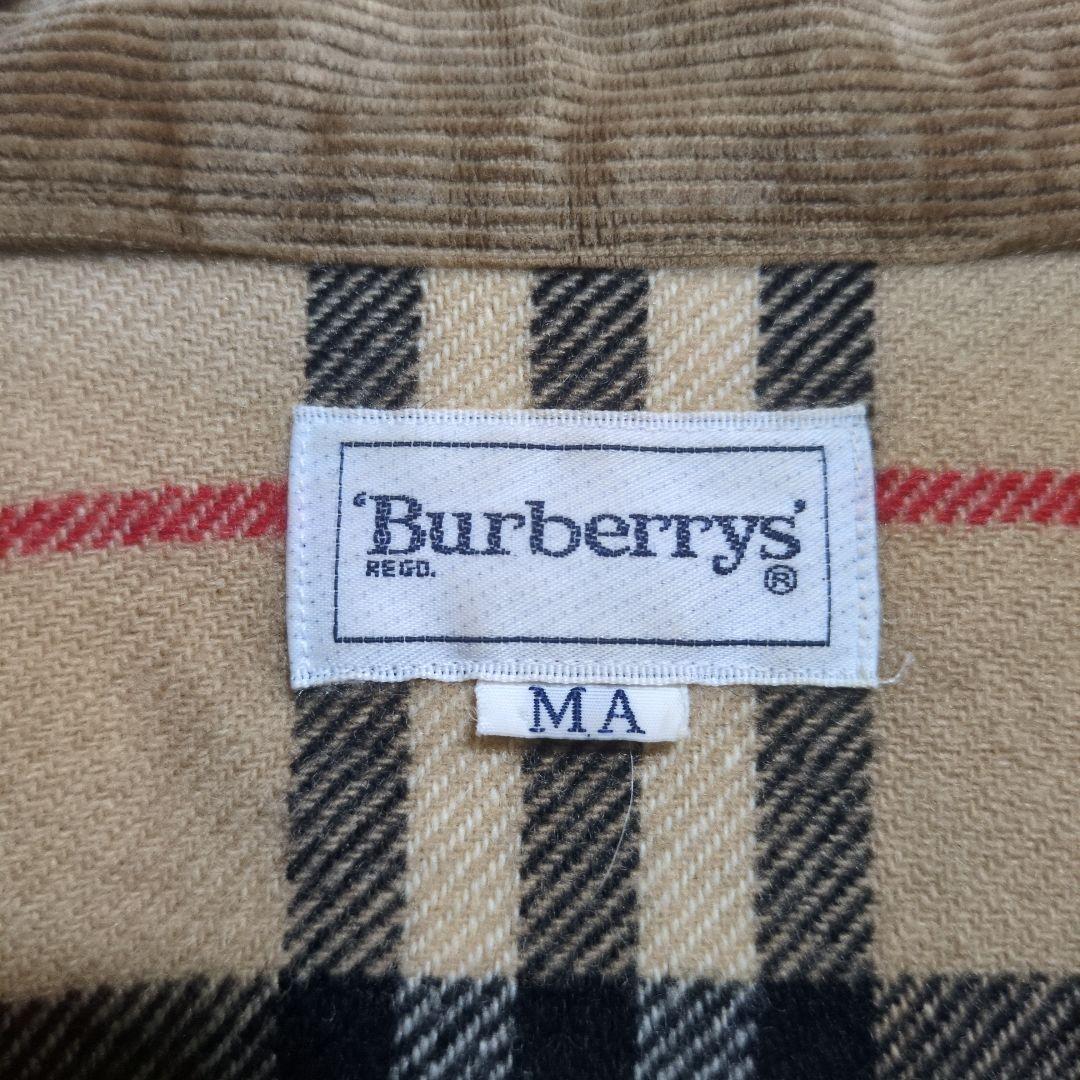 ‘Burberrys’
REGD. ®
MA